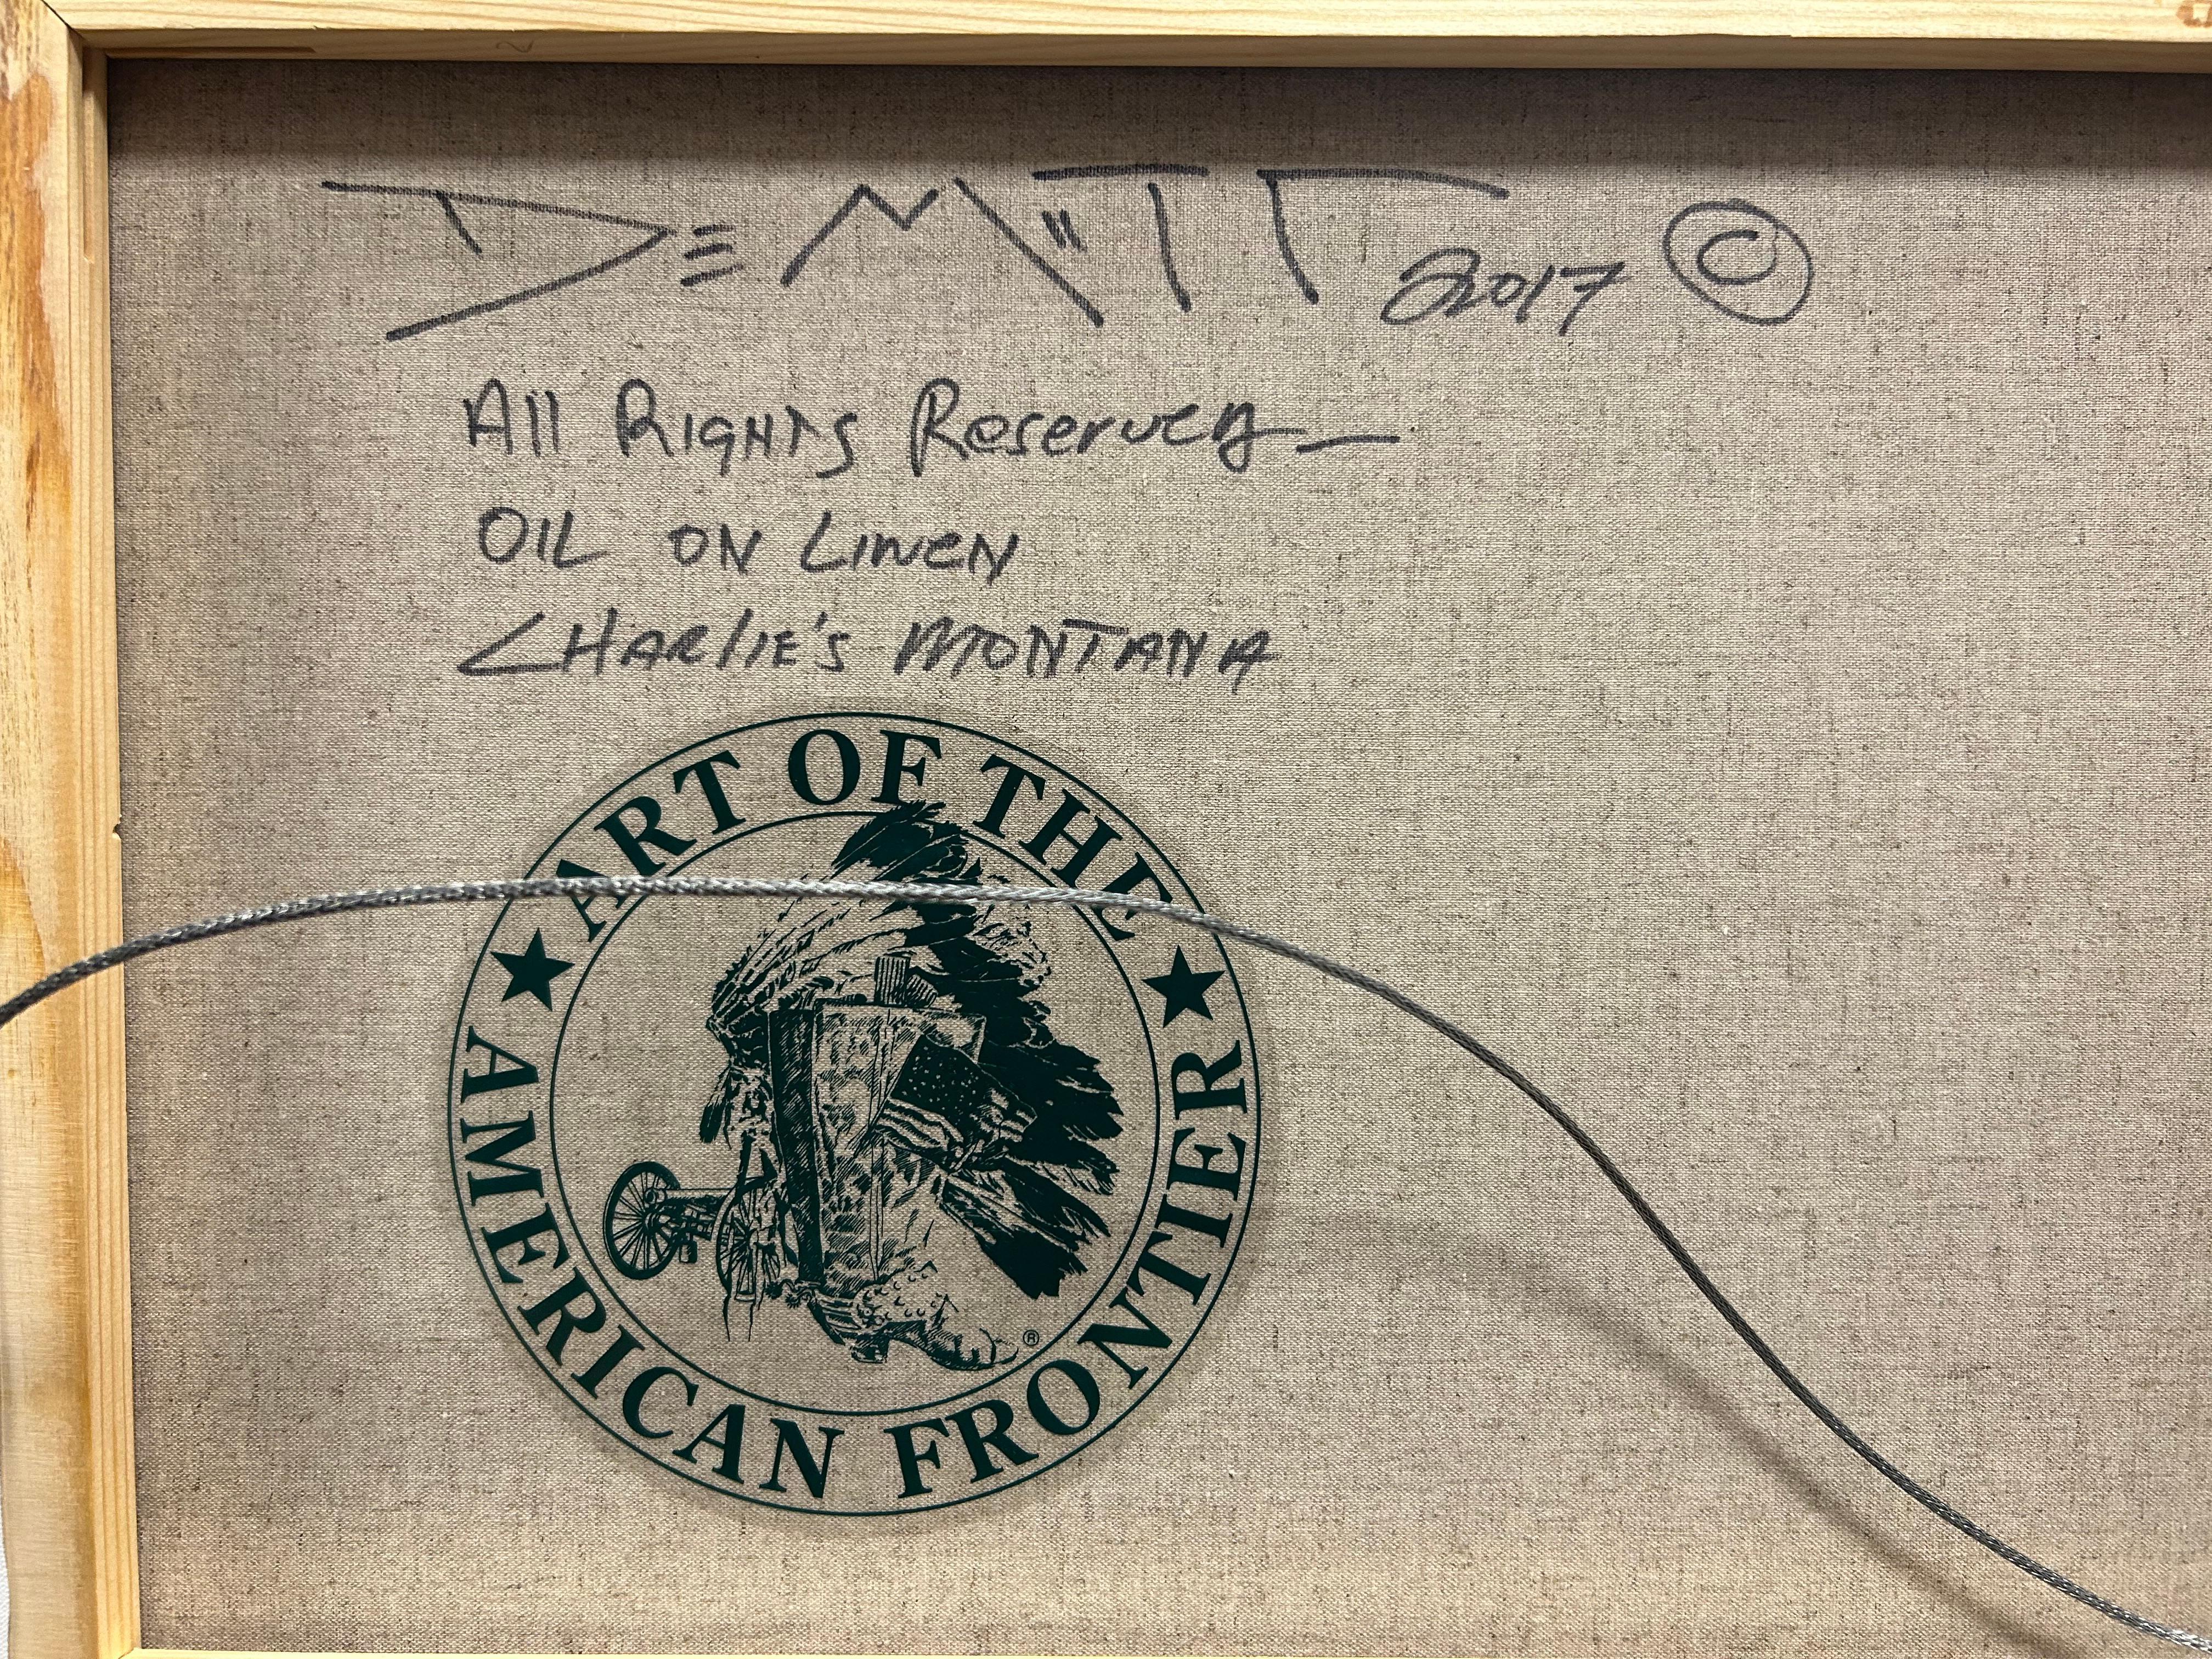 DEMOTT 2017 ©
All Rights Reserved
OIL ON LINEN
CHARLIE'S MONTANA
ART OF THE
★ AMERICAN FRONTIER ★
®